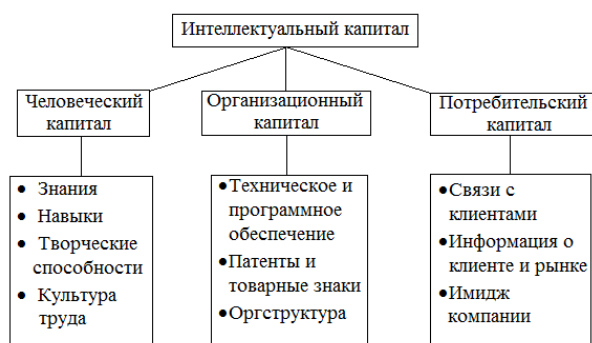 Интеллектуальный капитал
Человеческий
капитал
Организационный
капитал
Потребительский
капитал
• Знания
• Навыки
• Творческие
способности
• Культура
труда
•Техническое и
программное
обеспечение
•Патенты и
товарные знаки
•Оргструктура
•Связи с
клиентами
•Информация о
клиенте и рынке
•Имидж
компании